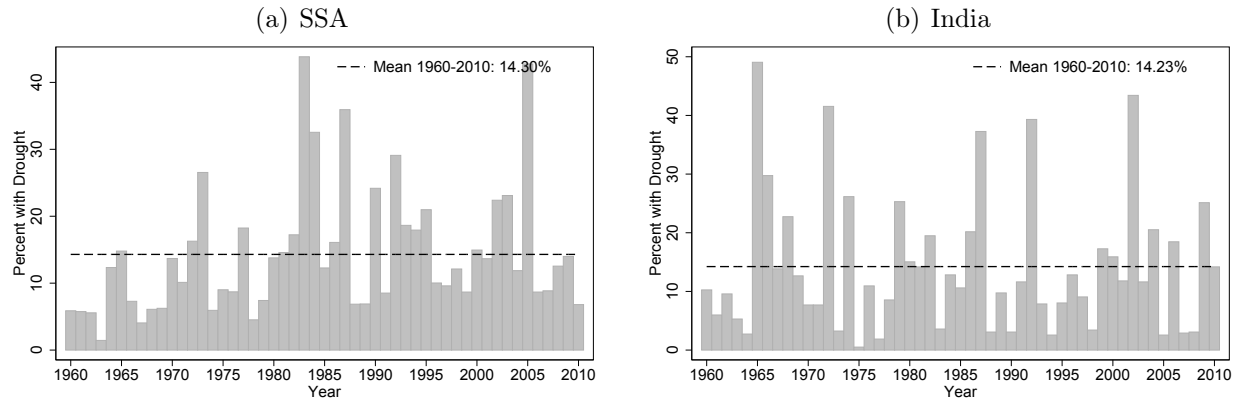 (a) SSA
Mean 1960-2010: 14.30%
Percent with Drought
0 10 20 30 40
1960 1965 1970 1975 1980 1985 1990 1995 2000 2005 2010
Year
(b) India
Mean 1960-2010: 14.23%
Percent with Drought
0 10 20 30 40 50
1960 1965 1970 1975 1980 1985 1990 1995 2000 2005 2010
Year